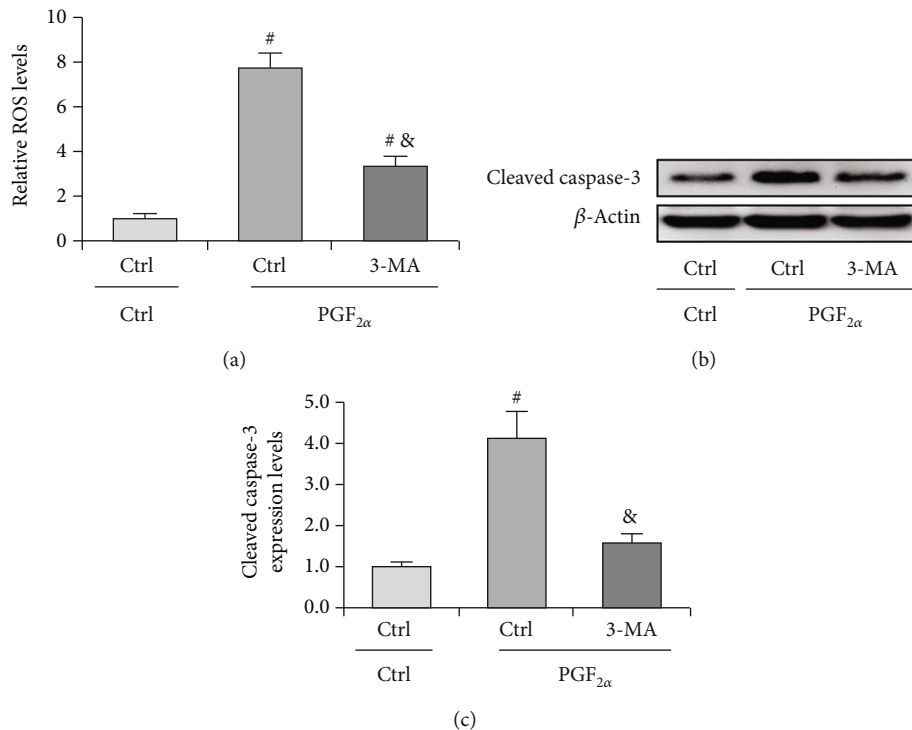 Relative ROS levels
10
8
6
4
2
0
#
# &
Ctrl Ctrl 3-MA
Ctrl PGF2α
(a)
Cleaved caspase-3
β-Actin
Ctrl Ctrl 3-MA
Ctrl PGF2α
(b)
Cleaved caspase-3
expression levels
5.0
4.0
3.0
2.0
1.0
0.0
#
&
Ctrl Ctrl 3-MA
Ctrl PGF2α
(c)